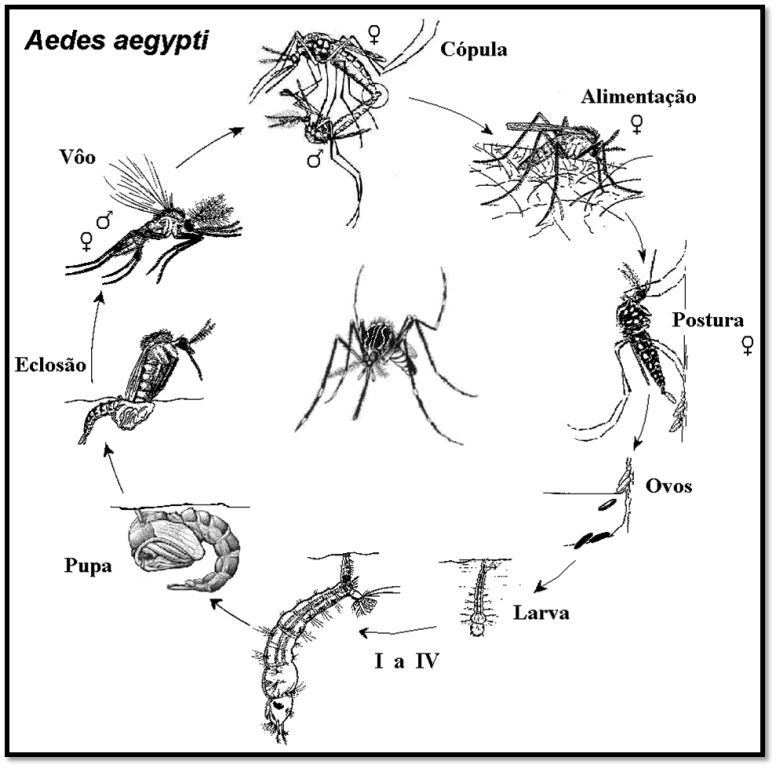 Aedes aegypti
♀
Cópula
♂
Alimentação
♀
Postura
♀
Ovos
Larva
I a IV
Pupa
Eclosão
♀ ♂
Vôo